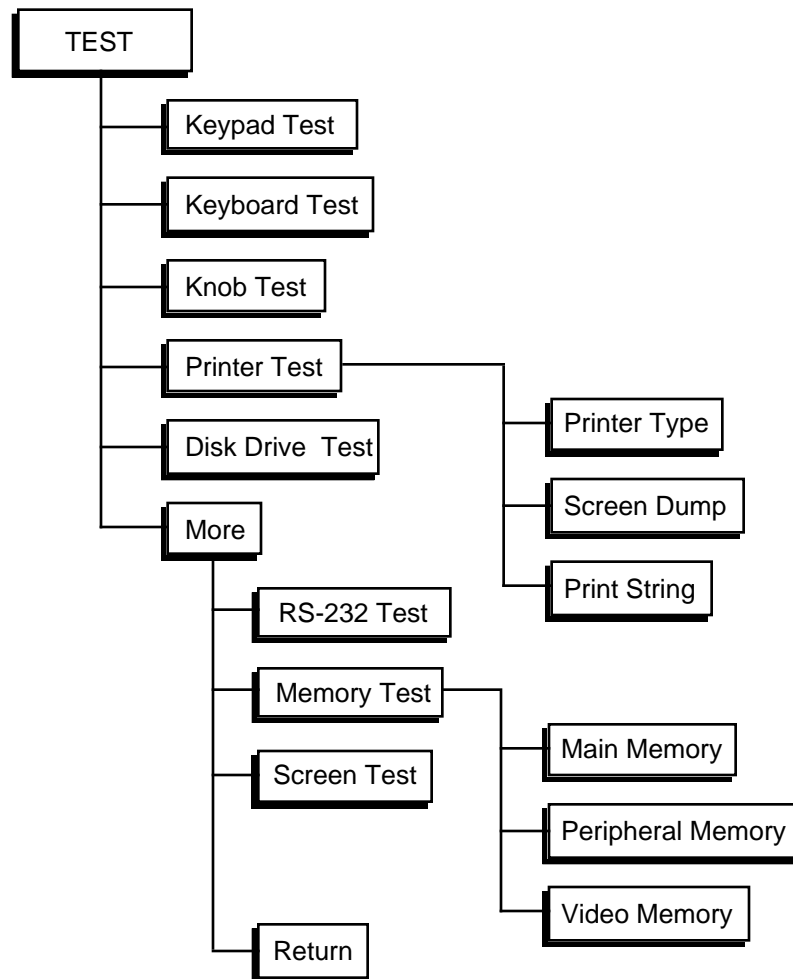 TEST
Keypad Test
Keyboard Test
Knob Test
Printer Test
Printer Type
Disk Drive Test
Screen Dump
More
Print String
RS-232 Test
Memory Test
Main Memory
Screen Test
Peripheral Memory
Video Memory
Return